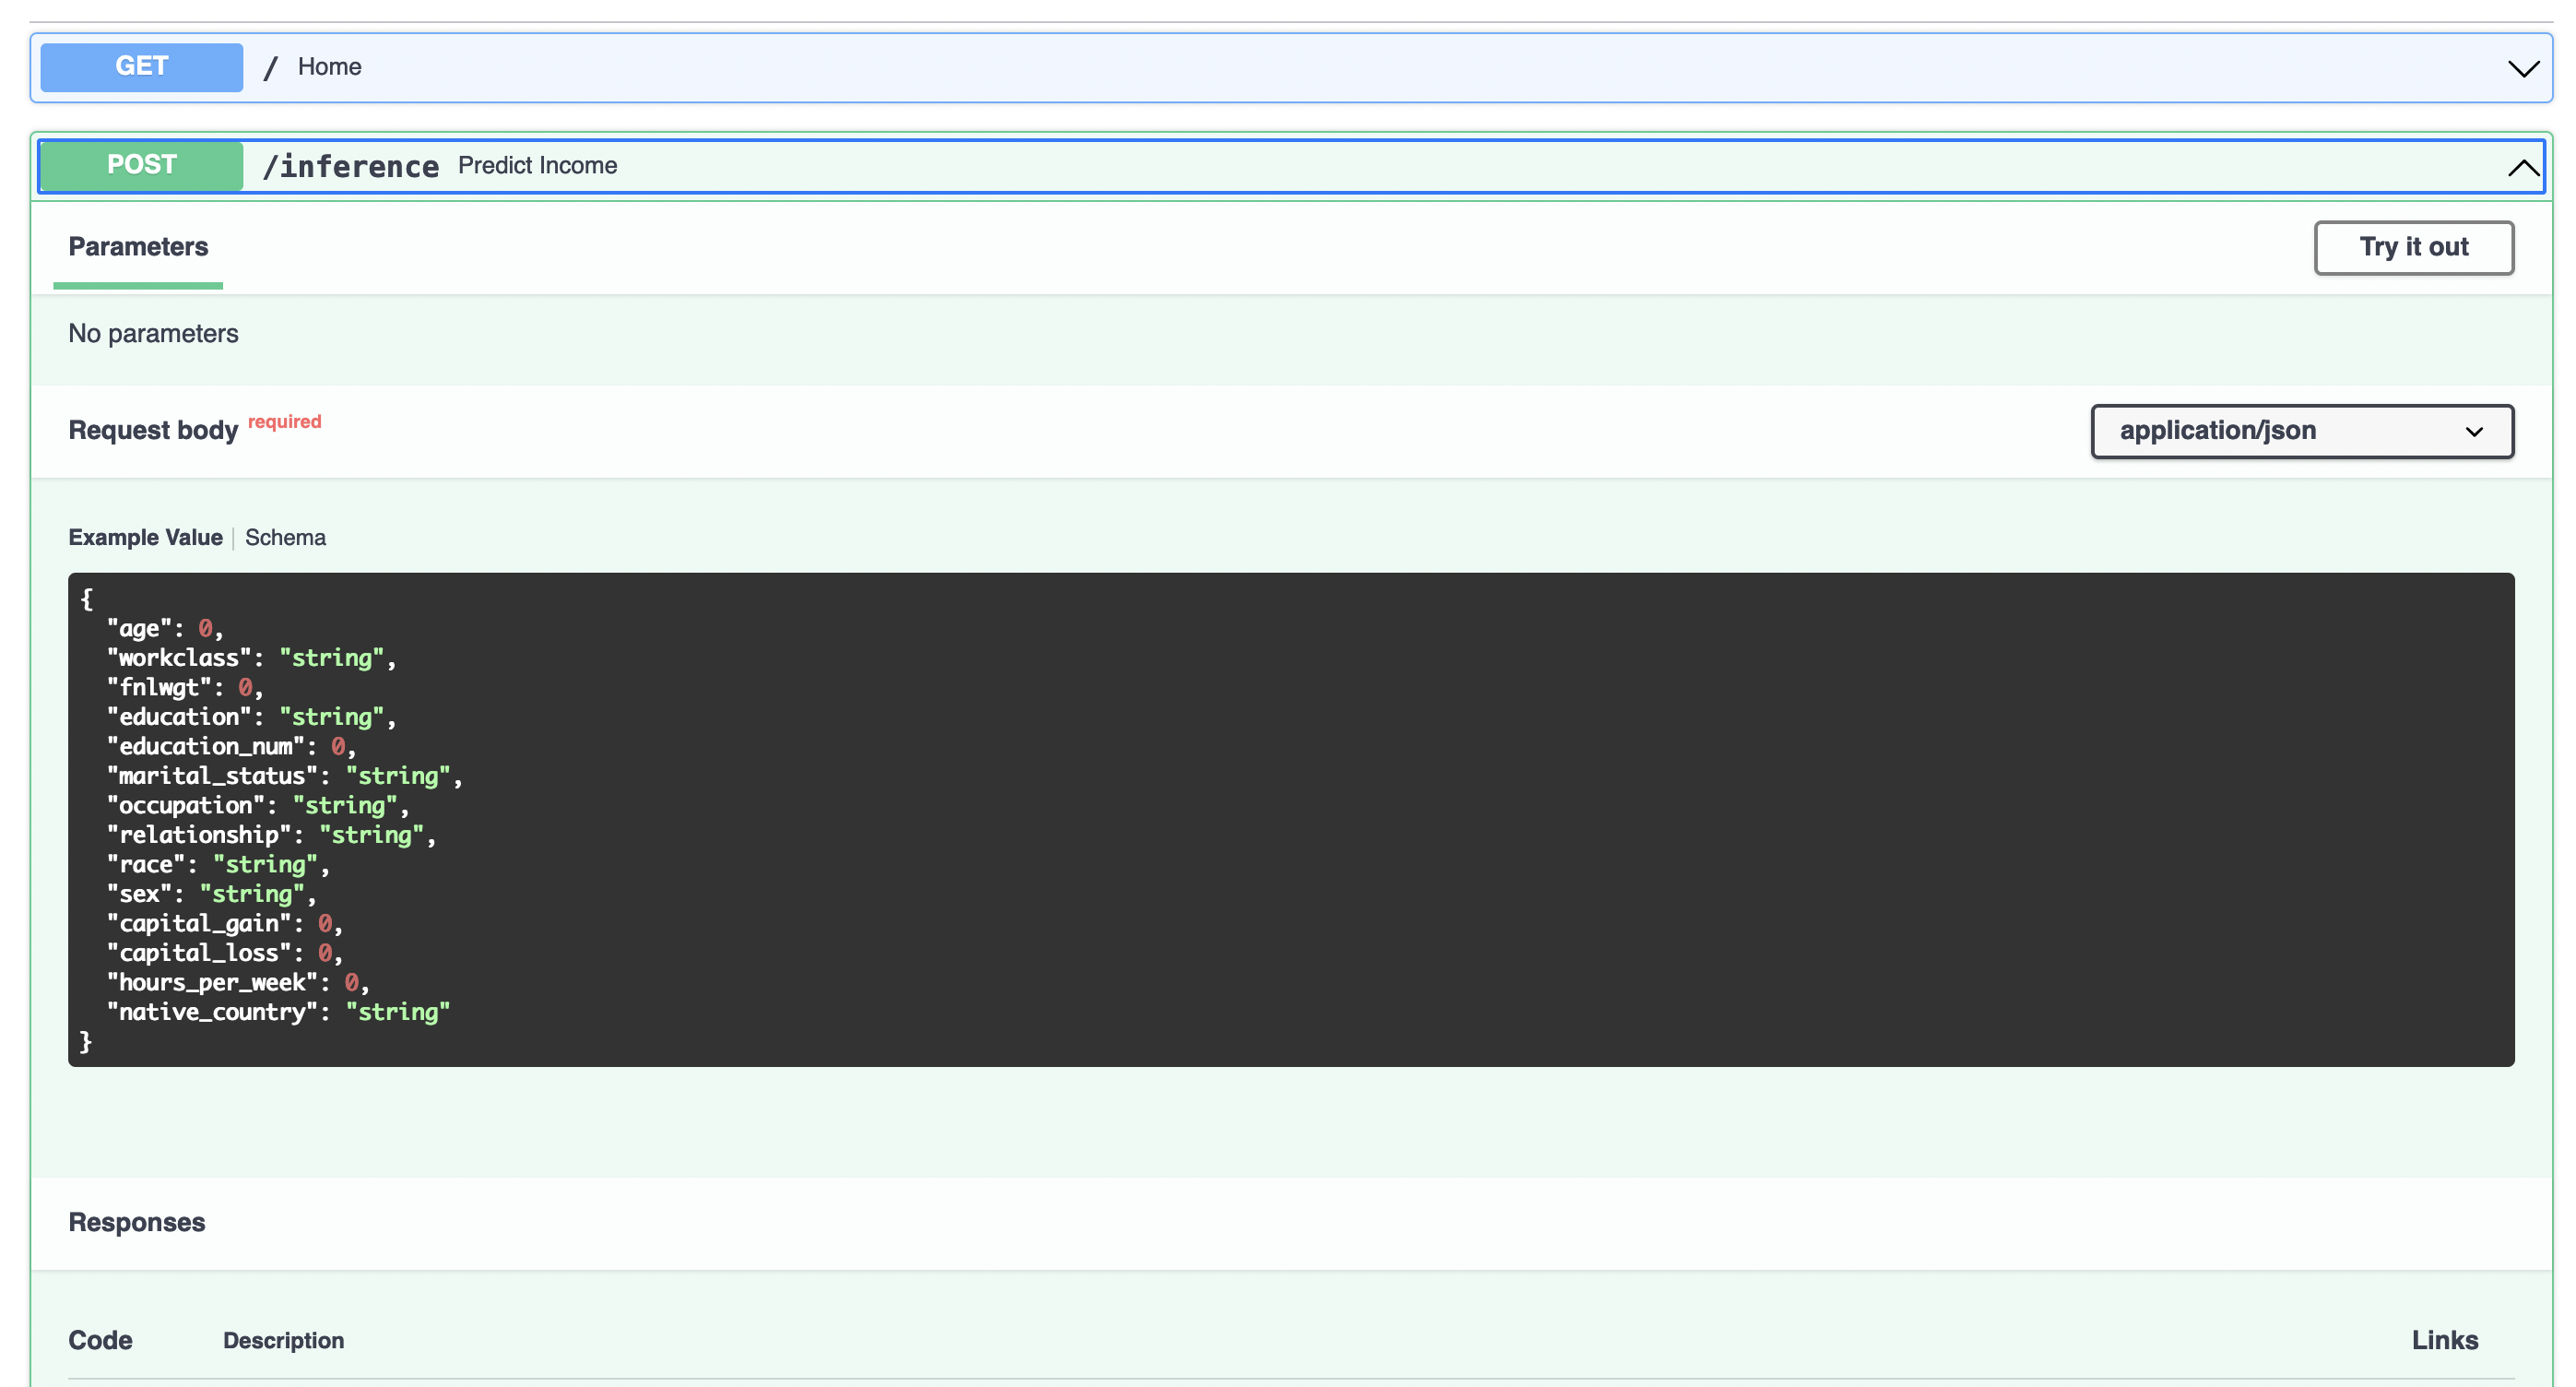 GET / Home
POST /inference Predict Income
Parameters Try it out
No parameters
Request body required application/json
Example Value | Schema
{
"age": 0,
"workclass": "string",
"fnlwgt": 0,
"education": "string",
"education_num": 0,
"marital_status": "string",
"occupation": "string",
"relationship": "string",
"race": "string",
"sex": "string",
"capital_gain": 0,
"capital_loss": 0,
"hours_per_week": 0,
"native_country": "string"
}
Responses
Code Description Links